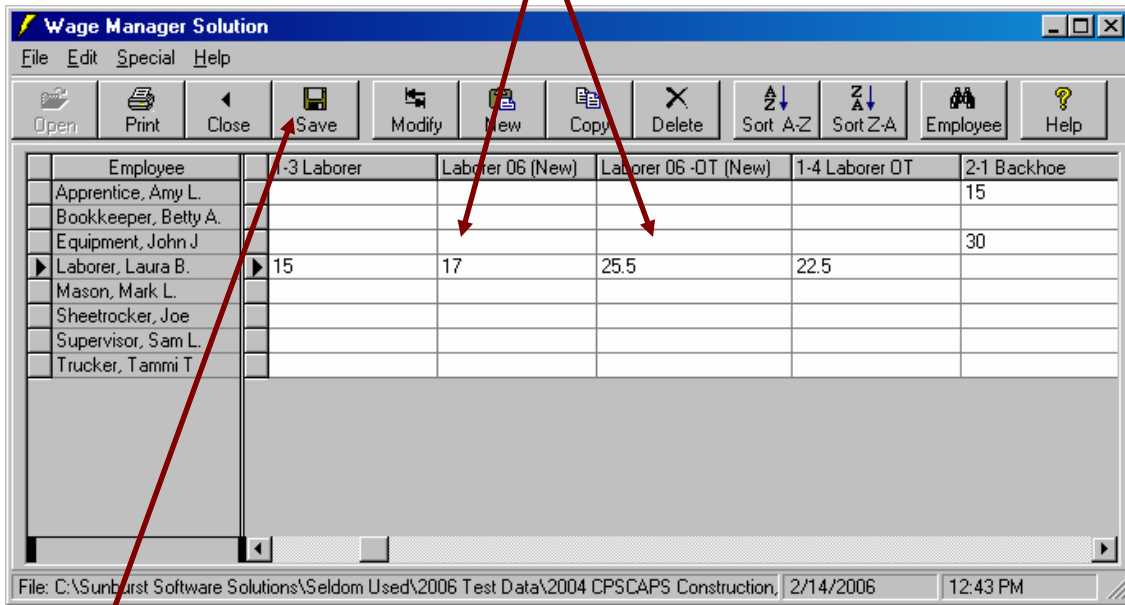 Wage Manager Solution
File Edit Special Help
Open Print Close Save Modify New Copy Delete Sort A-Z Sort Z-A Employee Help
Employee 1-3 Laborer Laborer 06 (New) Laborer 06 -OT (New) 1-4 Laborer OT 2-1 Backhoe
Apprentice, Amy L. 15
Bookkeeper, Betty A.
Equipment, John J 30
Laborer, Laura B. 15 17 25.5 22.5
Mason, Mark L.
Sheetrocker, Joe
Supervisor, Sam L.
Trucker, Tammi T
File: C:\Sunburst Software Solutions\Seldom Used\2006 Test Data\2004 CPSCAPS Construction, 2/14/2006 12:43 PM